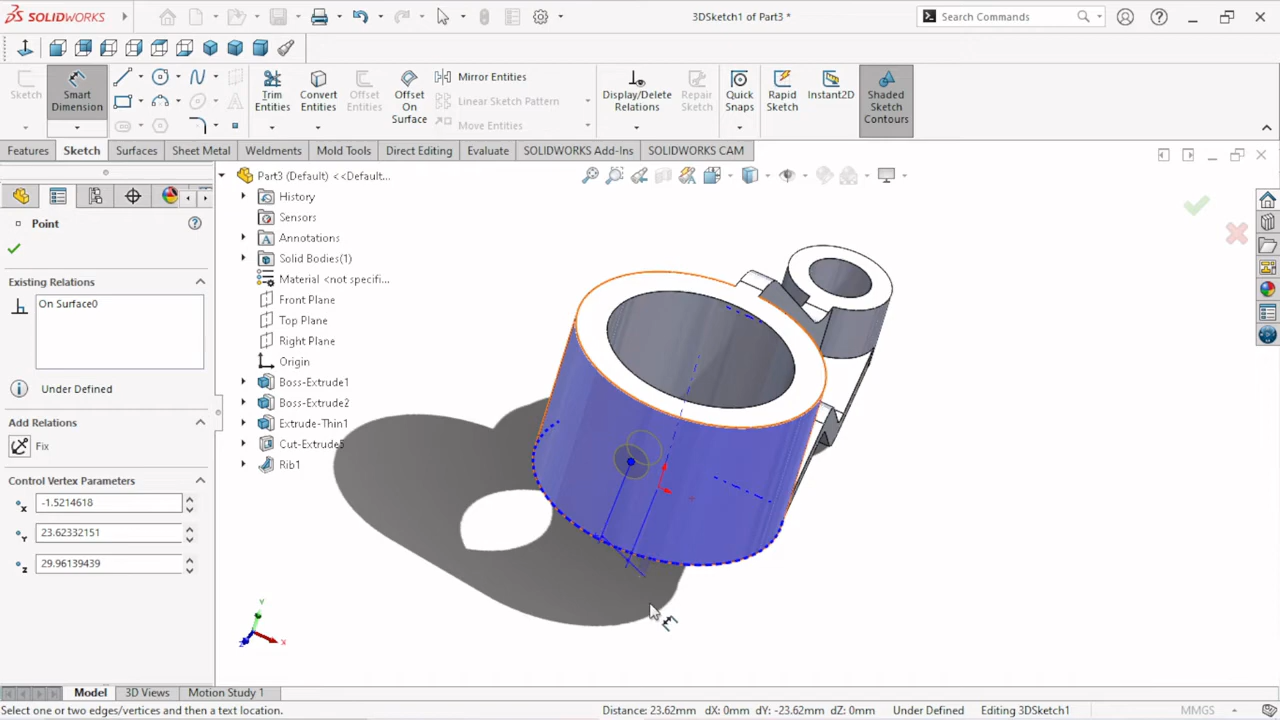 SOLIDWORKS
3DSketch1 of Part3 *
Search Commands
Sketch
Smart
Dimension
Trim
Entities
Convert
Entities
Offset
Entities
Offset
On
Surface
Mirror Entities
Linear Sketch Pattern
Move Entities
Display/Delete
Relations
Repair
Sketch
Quick
Snaps
Rapid
Sketch
Instant2D
Shaded
Sketch
Contours
Features
Sketch
Surfaces
Sheet Metal
Weldments
Mold Tools
Direct Editing
Evaluate
SOLIDWORKS Add-Ins
SOLIDWORKS CAM
Point
Existing Relations
On Surface0
Under Defined
Add Relations
Fix
Control Vertex Parameters
-1.5214618
23.62332151
29.96139439
Part3 (Default) <<Default...
History
Sensors
Annotations
Solid Bodies(1)
Material <not specifi...
Front Plane
Top Plane
Right Plane
Origin
Boss-Extrude1
Boss-Extrude2
Extrude-Thin1
Cut-Extrude5
Rib1
Y
X
Z
Model
3D Views
Motion Study 1
Select one or two edges/vertices and then a text location.
Distance: 23.62mm dX: 0mm dY: -23.62mm dZ: 0mm
Under Defined
Editing 3DSketch1
MMGS